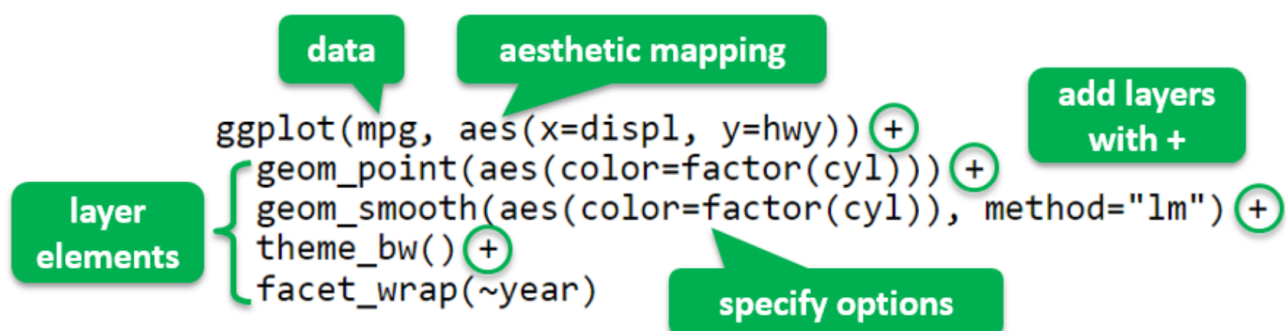 data
aesthetic mapping
add layers
with +
ggplot(mpg, aes(x=displ, y=hwy)) +
geom_point(aes(color=factor(cyl))) +
geom_smooth(aes(color=factor(cyl)), method="lm") +
theme_bw() +
facet_wrap(~year)
layer
elements
specify options